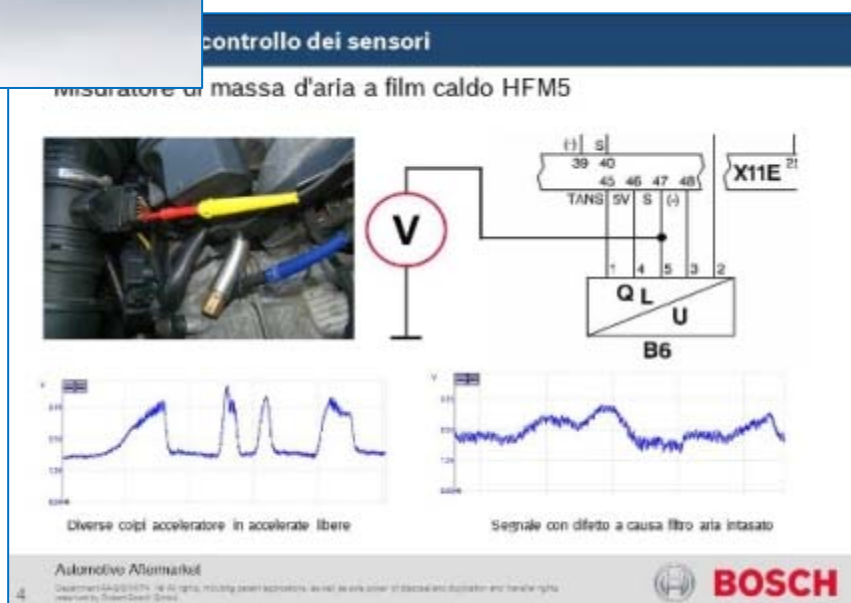 controllo dei sensori
Misuratore di massa d'aria a film caldo HFM5
(-) S
39 40
45 46 47 48
X11E
TANS 5V S (-)
V
1 4 5 3 2
Q L
U
B6
Diverse colpi acceleratore in accelerate libere
Segnale con difetto a causa filtro aria intasato
Automotive Aftermarket
4
BOSCH